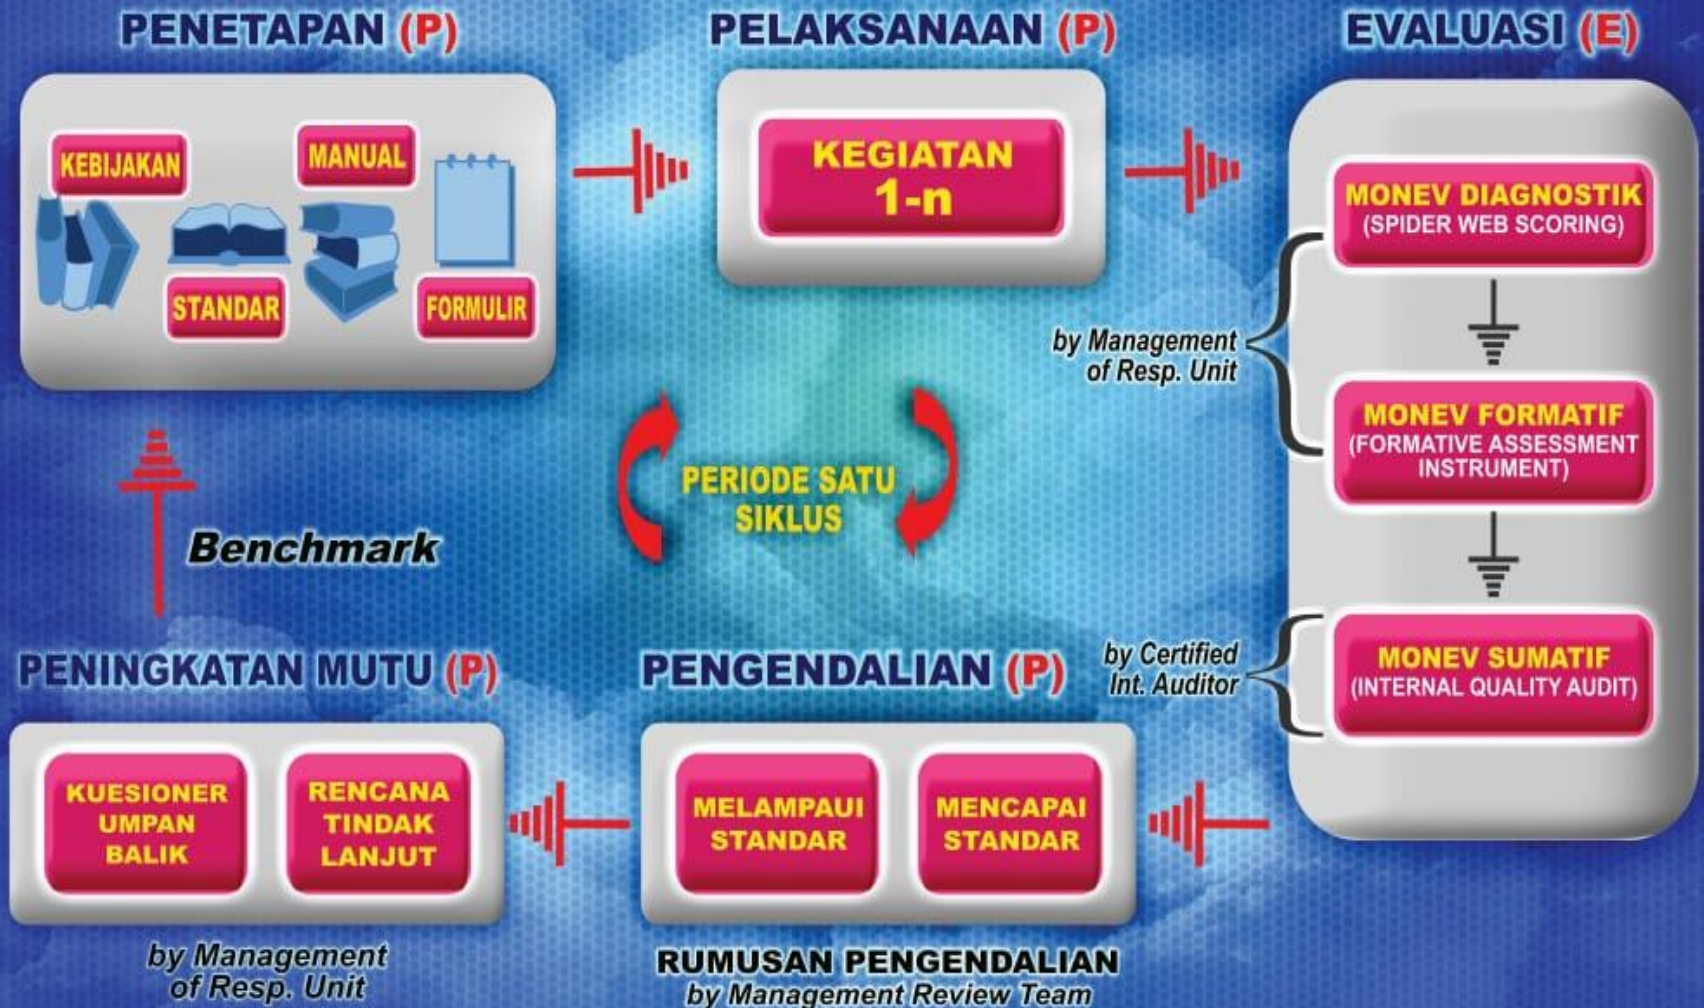 PENETAPAN (P)
KEBIJAKAN
MANUAL
STANDAR
FORMULIR
PELAKSANAAN (P)
KEGIATAN
1-n
EVALUASI (E)
MONEV DIAGNOSTIK
(SPIDER WEB SCORING)
by Management
of Resp. Unit
MONEV FORMATIF
(FORMATIVE ASSESSMENT
INSTRUMENT)
by Certified
Int. Auditor
MONEV SUMATIF
(INTERNAL QUALITY AUDIT)
PERIODE SATU
SIKLUS
PENGENDALIAN (P)
MELAMPAUI
STANDAR
MENCAPAI
STANDAR
RUMUSAN PENGENDALIAN
by Management Review Team
PENINGKATAN MUTU (P)
KUESIONER
UMPAN
BALIK
RENCANA
TINDAK
LANJUT
by Management
of Resp. Unit
Benchmark